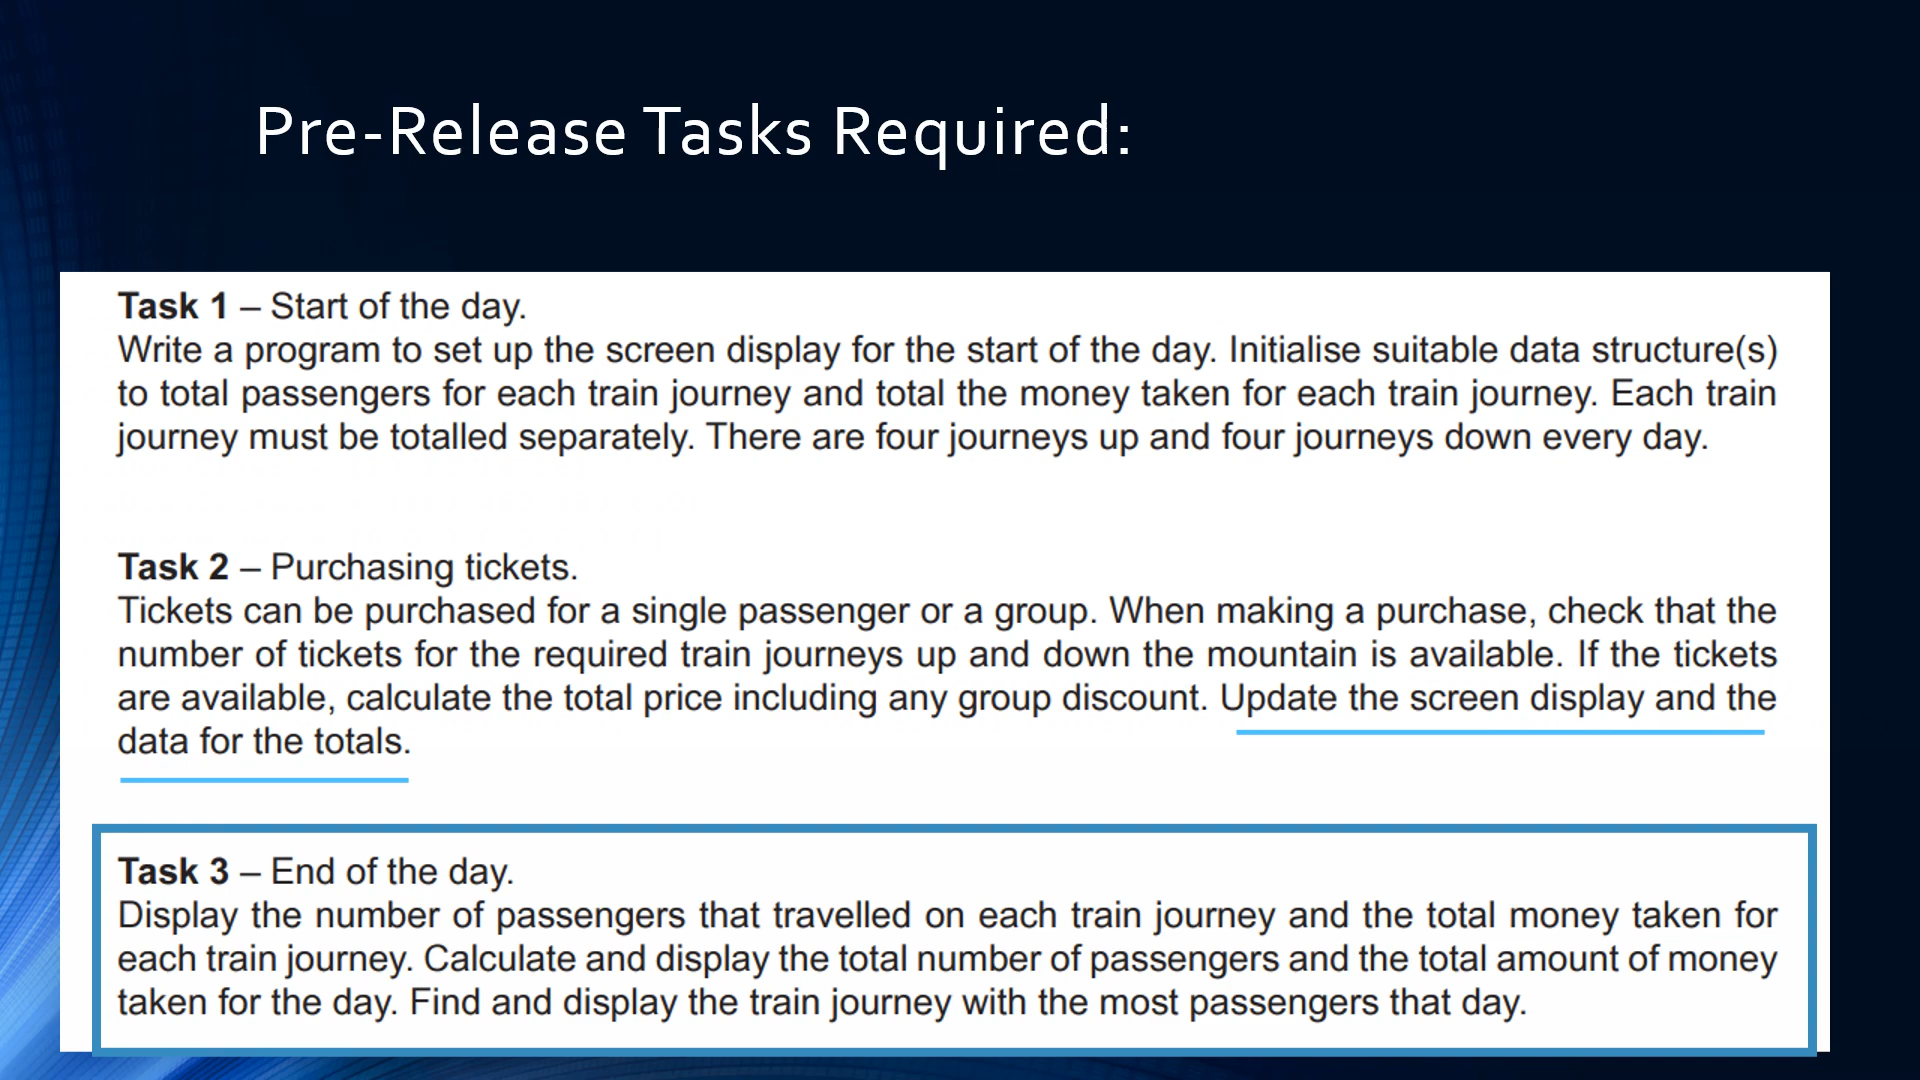 Pre-Release Tasks Required:
Task 1 – Start of the day.
Write a program to set up the screen display for the start of the day. Initialise suitable data structure(s)
to total passengers for each train journey and total the money taken for each train journey. Each train
journey must be totalled separately. There are four journeys up and four journeys down every day.
Task 2 – Purchasing tickets.
Tickets can be purchased for a single passenger or a group. When making a purchase, check that the
number of tickets for the required train journeys up and down the mountain is available. If the tickets
are available, calculate the total price including any group discount. Update the screen display and the
data for the totals.
Task 3 – End of the day.
Display the number of passengers that travelled on each train journey and the total money taken for
each train journey. Calculate and display the total number of passengers and the total amount of money
taken for the day. Find and display the train journey with the most passengers that day.